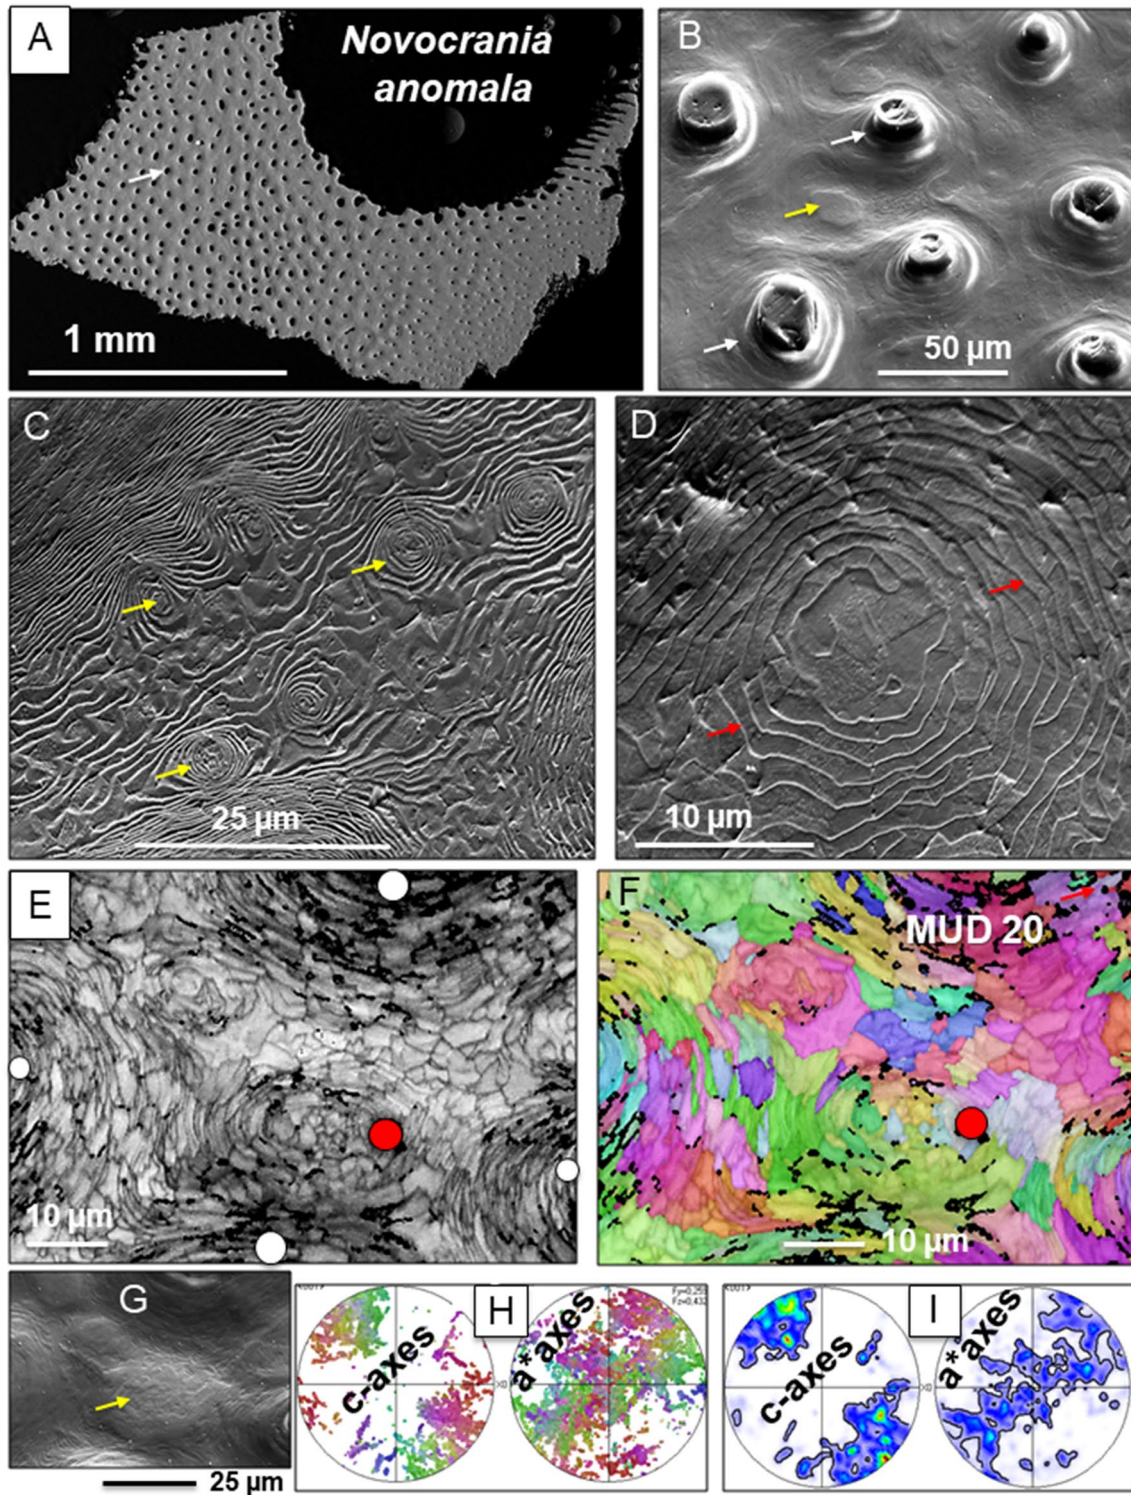 A
Novocrania
anomala
1 mm
B
50 µm
C
25 µm
D
10 µm
E
10 µm
F
MUD 20
10 µm
G
25 µm
H
c-axes
a* axes
I
c-axes
a* axes